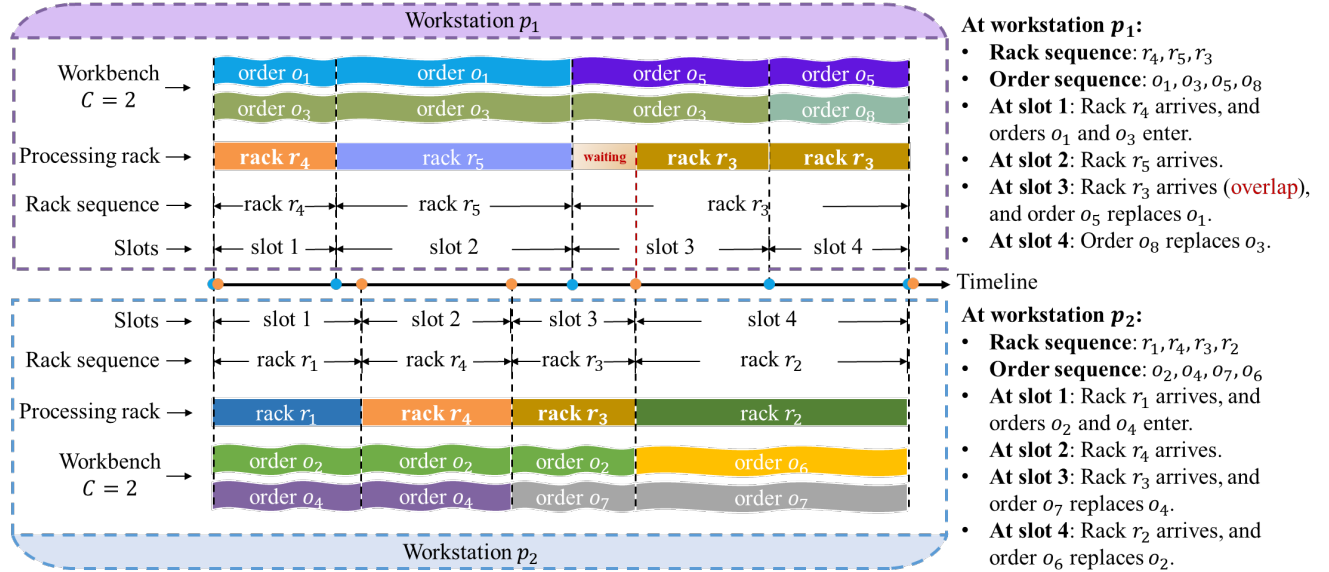 Workstation p₁
Workbench
C = 2
order o₁
order o₁
order o₅
order o₅
order o₃
order o₃
order o₃
order o₈
Processing rack
rack r₄
rack r₅
waiting
rack r₃
rack r₃
Rack sequence
rack r₄
rack r₅
rack r₃
Slots
slot 1
slot 2
slot 3
slot 4
Timeline
Slots
slot 1
slot 2
slot 3
slot 4
Rack sequence
rack r₁
rack r₄
rack r₃
rack r₂
Processing rack
rack r₁
rack r₄
rack r₃
rack r₂
Workbench
C = 2
order o₂
order o₂
order o₂
order o₆
order o₄
order o₄
order o₇
order o₇
Workstation p₂
At workstation p₁:
• Rack sequence: r₄, r₅, r₃
• Order sequence: o₁, o₃, o₅, o₈
• At slot 1: Rack r₄ arrives, and
orders o₁ and o₃ enter.
• At slot 2: Rack r₅ arrives.
• At slot 3: Rack r₃ arrives (overlap),
and order o₅ replaces o₁.
• At slot 4: Order o₈ replaces o₃.
At workstation p₂:
• Rack sequence: r₁, r₄, r₃, r₂
• Order sequence: o₂, o₄, o₇, o₆
• At slot 1: Rack r₁ arrives, and
orders o₂ and o₄ enter.
• At slot 2: Rack r₄ arrives.
• At slot 3: Rack r₃ arrives, and
order o₇ replaces o₄.
• At slot 4: Rack r₂ arrives, and
order o₆ replaces o₂.